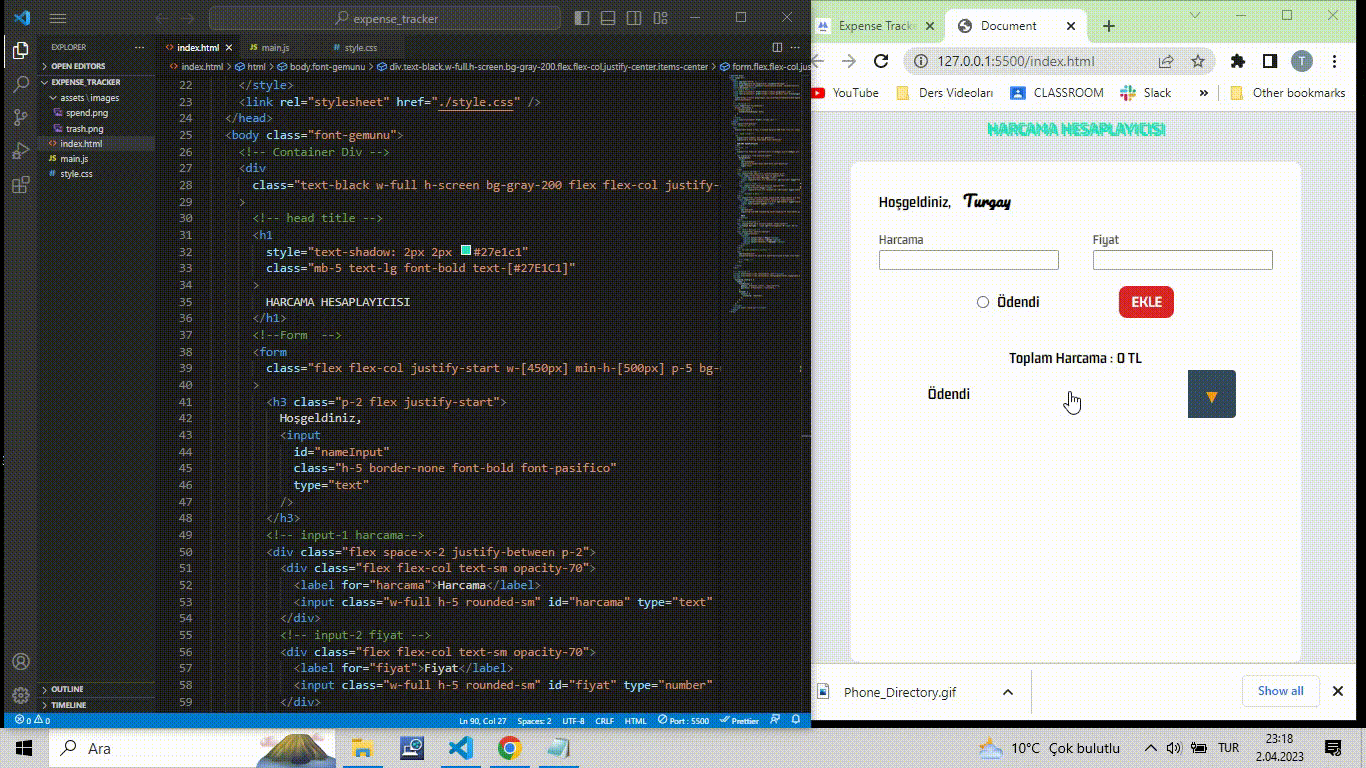 expense_tracker
EXPLORER
OPEN EDITORS
EXPENSE_TRACKER
assets \ images
spend.png
trash.png
index.html
main.js
style.css
index.html
main.js
style.css
index.html > html > body.font-gemunu > div.text-black.w-full.h-screen.bg-gray-200.flex.flex-col.justify-center.items-center > form.flex.flex-col.jus
22 </style>
23 <link rel="stylesheet" href="./style.css" />
24 </head>
25 <body class="font-gemunu">
26 <!-- Container Div -->
27 <div
28 class="text-black w-full h-screen bg-gray-200 flex flex-col justify-
29 >
30 <!-- head title -->
31 <h1
32 style="text-shadow: 2px 2px #27e1c1"
33 class="mb-5 text-lg font-bold text-[#27E1C1]"
34 >
35 HARCAMA HESAPLAYICISI
36 </h1>
37 <!--Form -->
38 <form
39 class="flex flex-col justify-start w-[450px] min-h-[500px] p-5 bg-
40 >
41 <h3 class="p-2 flex justify-start">
42 Hoşgeldiniz,
43 <input
44 id="nameInput"
45 class="h-5 border-none font-bold font-pasifico"
46 type="text"
47 />
48 </h3>
49 <!-- input-1 harcama-->
50 <div class="flex space-x-2 justify-between p-2">
51 <div class="flex flex-col text-sm opacity-70">
52 <label for="harcama">Harcama</label>
53 <input class="w-full h-5 rounded-sm" id="harcama" type="text"
54 </div>
55 <!-- input-2 fiyat -->
56 <div class="flex flex-col text-sm opacity-70">
57 <label for="fiyat">Fiyat</label>
58 <input class="w-full h-5 rounded-sm" id="fiyat" type="number"
59 </div>
OUTLINE
TIMELINE
0 0
Ln 90, Col 27 Spaces: 2 UTF-8 CRLF HTML Port : 5500 Prettier
Expense Track
Document
127.0.0.1:5500/index.html
T
YouTube
Ders Videoları
CLASSROOM
Slack
»
Other bookmarks
HARCAMA HESAPLAYICISI
Hoşgeldiniz, Turgay
Harcama Fiyat
Ödendi EKLE
Toplam Harcama : 0 TL
Ödendi
Phone_Directory.gif
Show all
Ara
10°C Çok bulutlu
TUR
23:18
2.04.2023